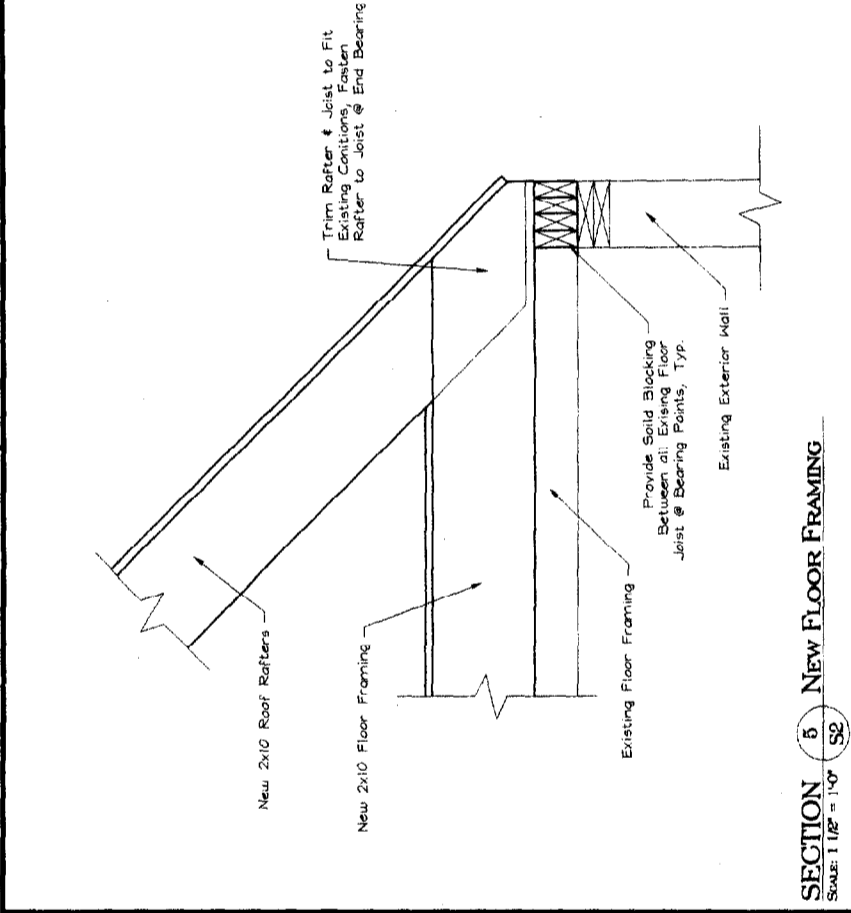 Trim Rafter & Joist to Fit
Existing Conitions, Fasten
Rafter to Joist @ End Bearing
New 2x10 Roof Rafters
New 2x10 Floor Framing
Existing Floor Framing
Provide Soild Blocking
Between all Exising Floor
Joist @ Bearing Points, Typ.
Existing Exterior Wall
SECTION 5 NEW FLOOR FRAMING
SCALE: 1 1/2" = 1'-0" S2